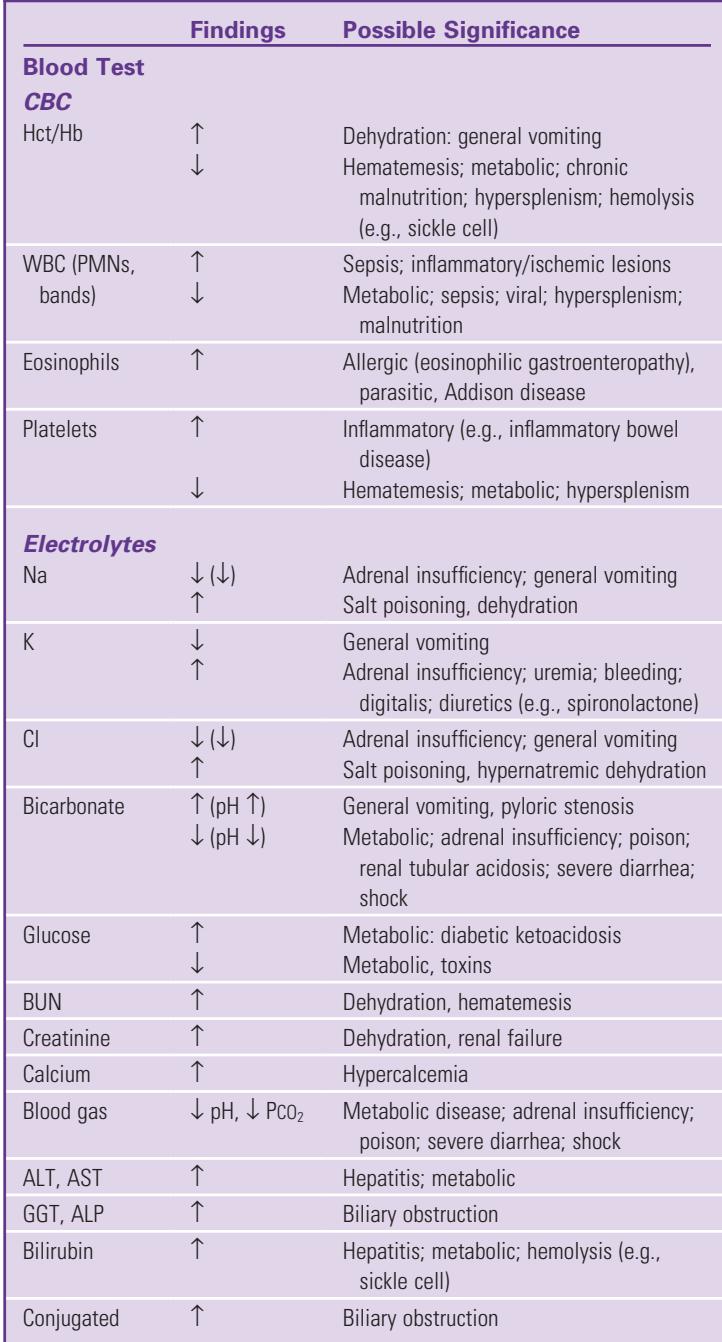 Findings Possible Significance
Blood Test
CBC
Hct/Hb ↑ Dehydration: general vomiting
↓ Hematemesis; metabolic; chronic
malnutrition; hypersplenism; hemolysis
(e.g., sickle cell)
WBC (PMNs, ↑ Sepsis; inflammatory/ischemic lesions
bands) ↓ Metabolic; sepsis; viral; hypersplenism;
malnutrition
Eosinophils ↑ Allergic (eosinophilic gastroenteropathy),
parasitic, Addison disease
Platelets ↑ Inflammatory (e.g., inflammatory bowel
disease)
↓ Hematemesis; metabolic; hypersplenism
Electrolytes
Na ↓ (↓) Adrenal insufficiency; general vomiting
↑ Salt poisoning, dehydration
K ↓ General vomiting
↑ Adrenal insufficiency; uremia; bleeding;
digitalis; diuretics (e.g., spironolactone)
Cl ↓ (↓) Adrenal insufficiency; general vomiting
↑ Salt poisoning, hypernatremic dehydration
Bicarbonate ↑ (pH ↑) General vomiting, pyloric stenosis
↓ (pH ↓) Metabolic; adrenal insufficiency; poison;
renal tubular acidosis; severe diarrhea;
shock
Glucose ↑ Metabolic: diabetic ketoacidosis
↓ Metabolic, toxins
BUN ↑ Dehydration, hematemesis
Creatinine ↑ Dehydration, renal failure
Calcium ↑ Hypercalcemia
Blood gas ↓ pH, ↓ PCO₂ Metabolic disease; adrenal insufficiency;
poison; severe diarrhea; shock
ALT, AST ↑ Hepatitis; metabolic
GGT, ALP ↑ Biliary obstruction
Bilirubin ↑ Hepatitis; metabolic; hemolysis (e.g.,
sickle cell)
Conjugated ↑ Biliary obstruction